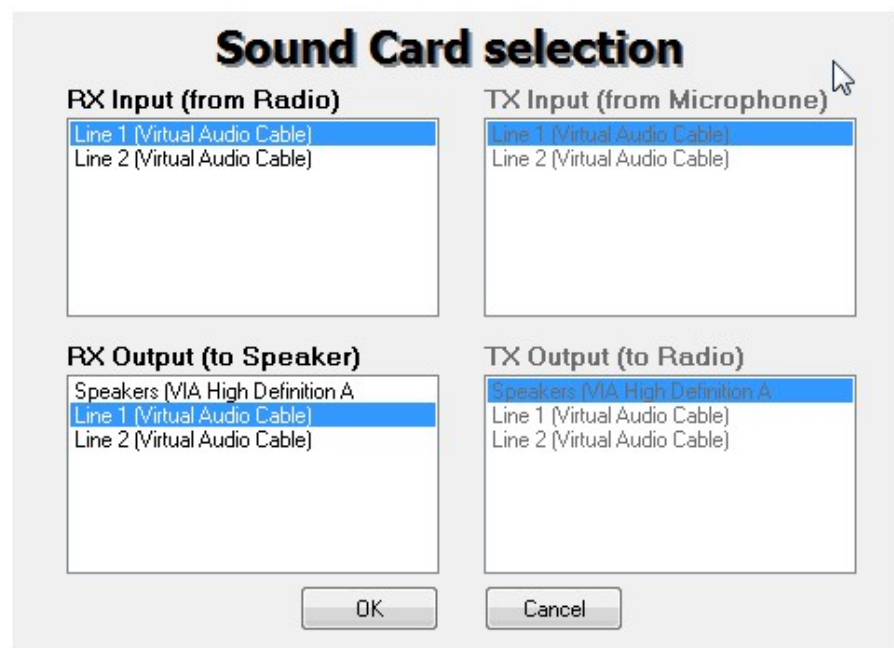 Sound Card selection
RX Input (from Radio)
Line 1 (Virtual Audio Cable)
Line 2 (Virtual Audio Cable)
TX Input (from Microphone)
Line 1 (Virtual Audio Cable)
Line 2 (Virtual Audio Cable)
RX Output (to Speaker)
Speakers (VIA High Definition A
Line 1 (Virtual Audio Cable)
Line 2 (Virtual Audio Cable)
TX Output (to Radio)
Speakers (VIA High Definition A
Line 1 (Virtual Audio Cable)
Line 2 (Virtual Audio Cable)
OK
Cancel